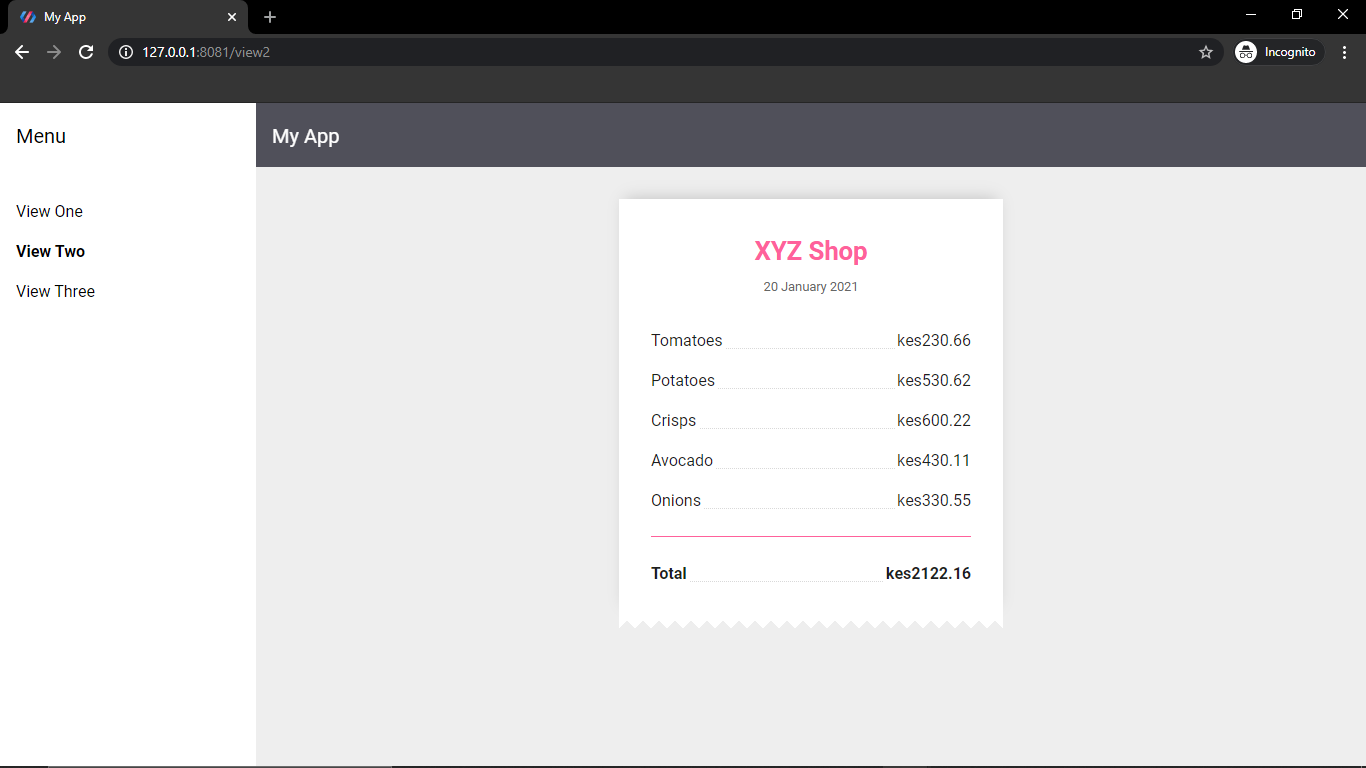 My App
127.0.0.1:8081/view2
Incognito
Menu
My App
View One
View Two
View Three
XYZ Shop
20 January 2021
Tomatoes kes230.66
Potatoes kes530.62
Crisps kes600.22
Avocado kes430.11
Onions kes330.55
Total kes2122.16